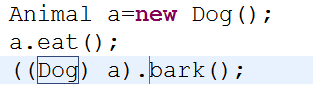 Animal a=new Dog();
a.eat();
((Dog) a).bark();